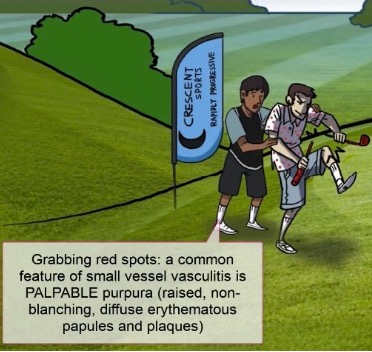 CRESCENT
SPORTS
RAPIDLY PROGRESSIVE
Grabbing red spots: a common
feature of small vessel vasculitis is
PALPABLE purpura (raised, non-
blanching, diffuse erythematous
papules and plaques)